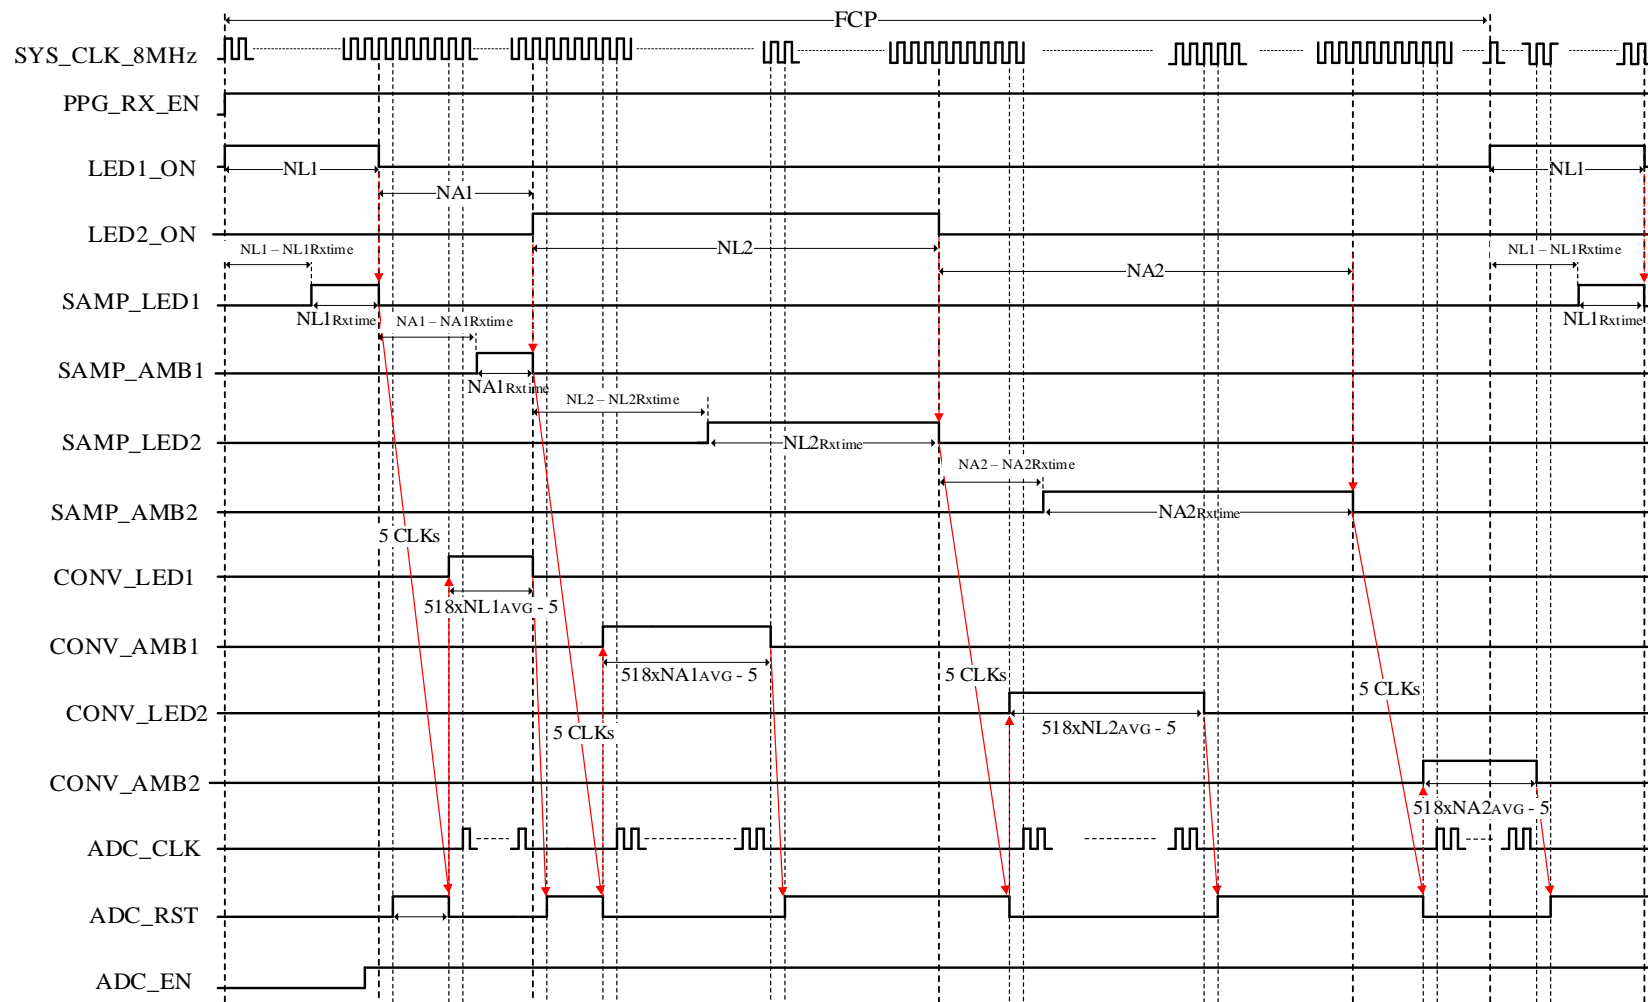 FCP
SYS_CLK_8MHz
PPG_RX_EN
LED1_ON
NL1
NL1
NA1
LED2_ON
NL2
NL1 – NL1Rxtime
NL1 – NL1Rxtime
NA2
SAMP_LED1
NL1Rxtime
NA1 – NA1Rxtime
NL1Rxtime
SAMP_AMB1
NA1Rxtime
NL2 – NL2Rxtime
SAMP_LED2
NL2Rxtime
NA2 – NA2Rxtime
SAMP_AMB2
NA2Rxtime
5 CLKs
CONV_LED1
518xNL1AVG - 5
CONV_AMB1
518xNA1AVG - 5
5 CLKs
5 CLKs
CONV_LED2
5 CLKs
518xNL2AVG - 5
CONV_AMB2
518xNA2AVG - 5
ADC_CLK
ADC_RST
ADC_EN